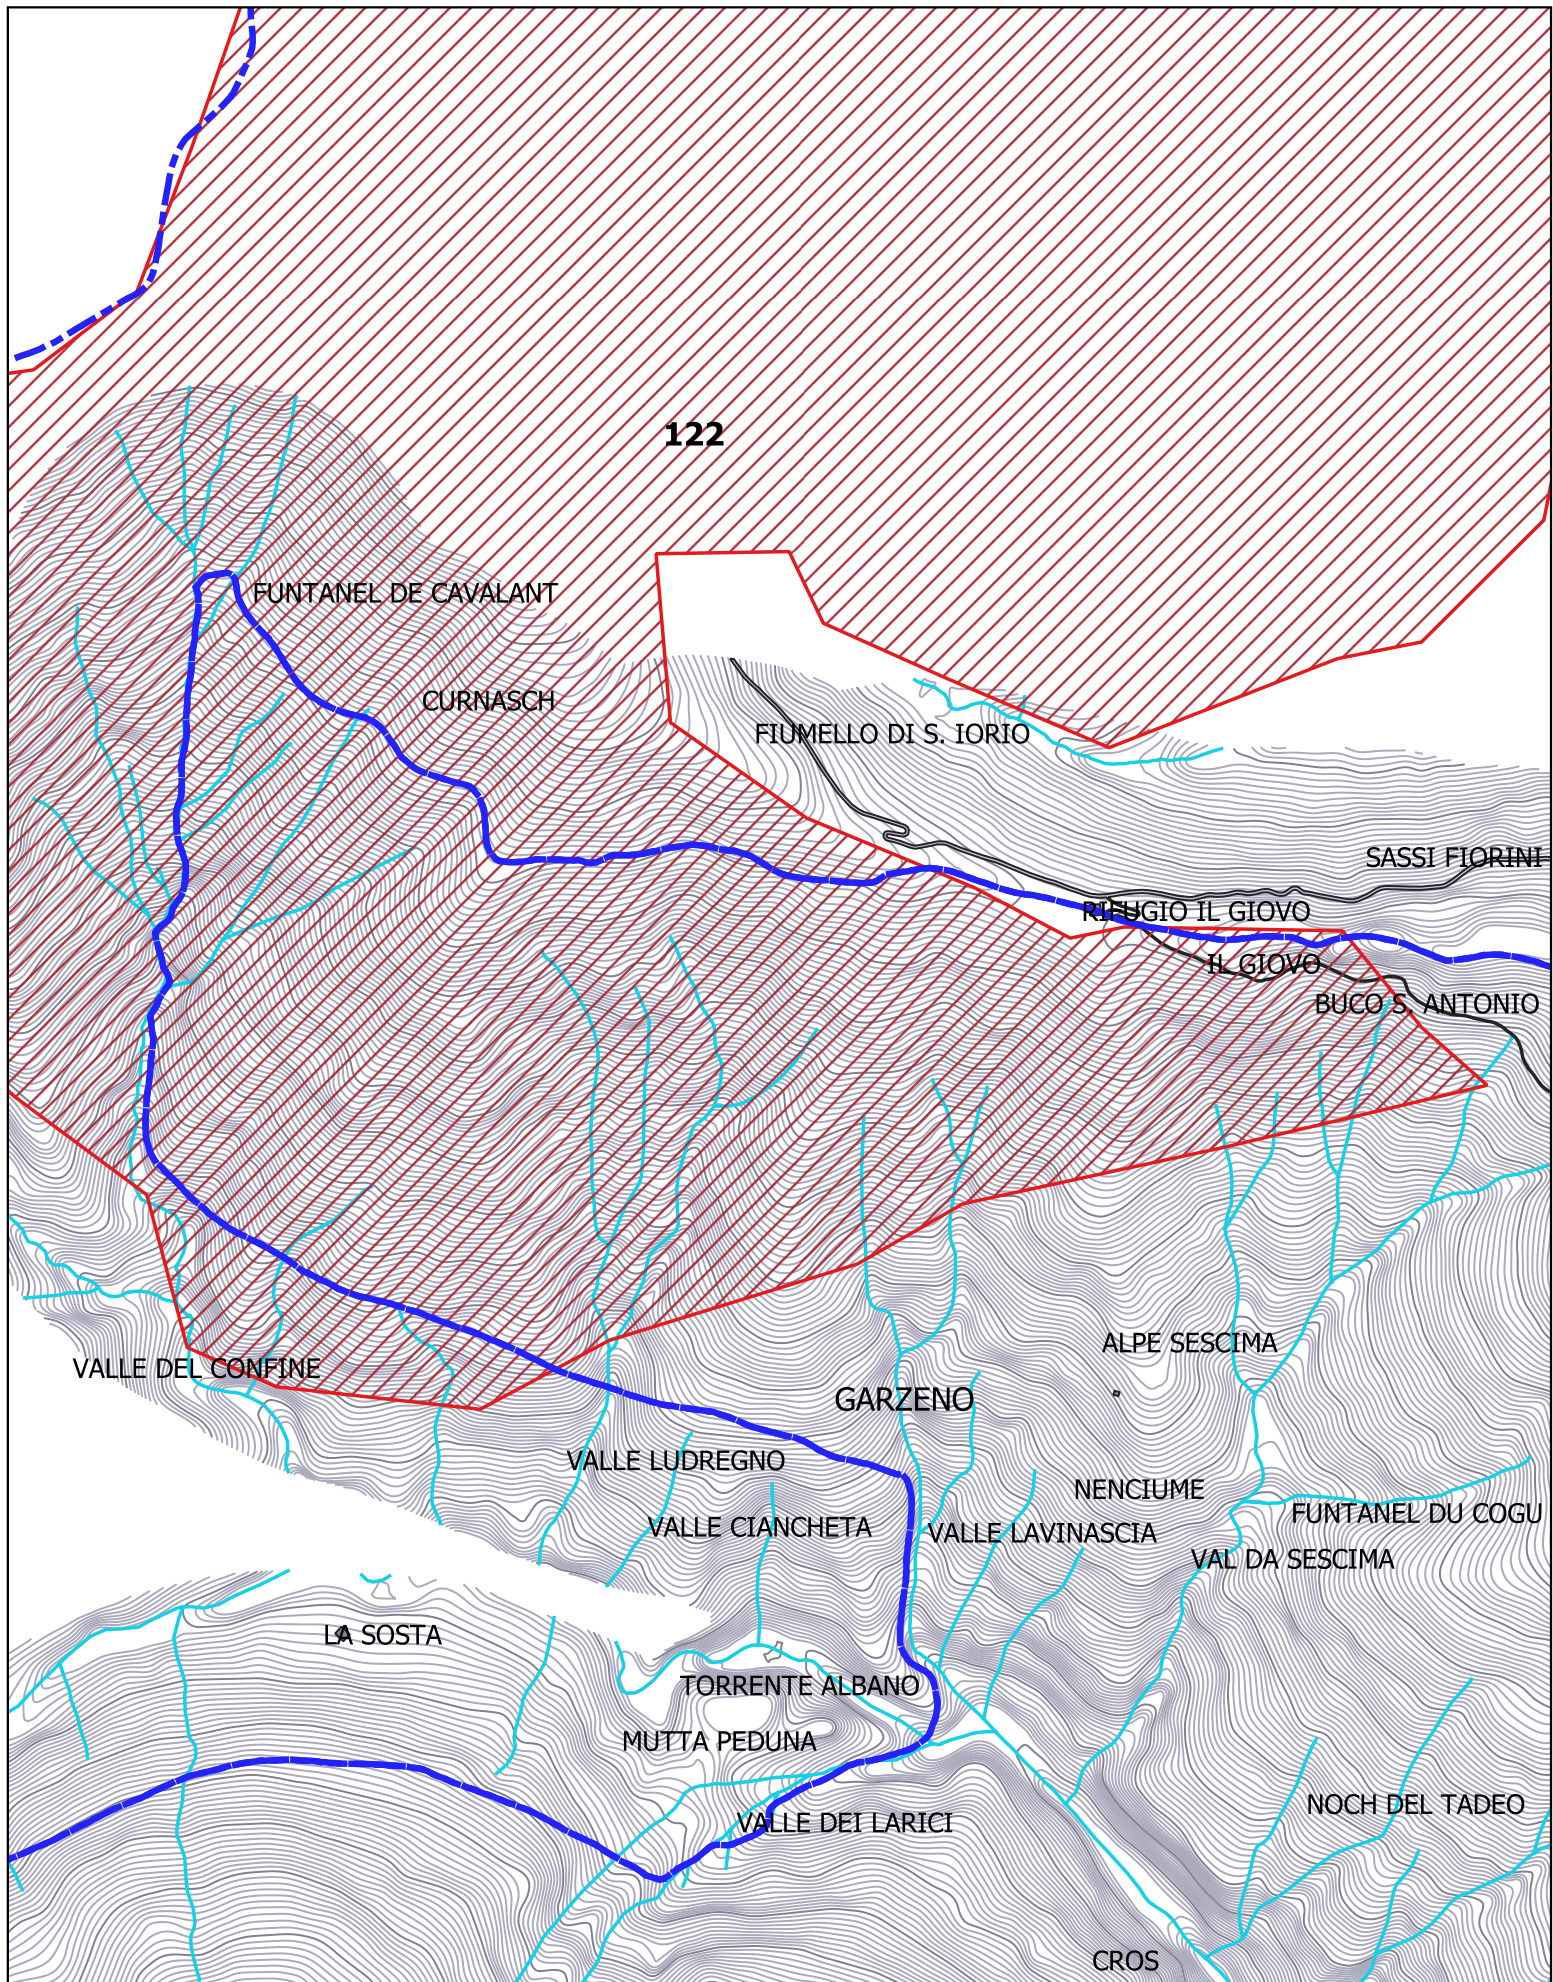 122
FUNTANEL DE CAVALANT
CURNASCH
FIUMELLO DI S. IORIO
SASSI FIORINI
RIFUGIO IL GIOVO
IL GIOVO
BUCO S. ANTONIO
ALPE SESCIMA
VALLE DEL CONFINE
GARZENO
VALLE LUDREGNO
NENCIUME
FUNTANEL DU COGU
VALLE CIANCHETA
VALLE LAVINASCIA
VAL DA SESCIMA
LA SOSTA
TORRENTE ALBANO
MUTTA PEDUNA
NOCH DEL TADEO
VALLE DEI LARICI
CROS